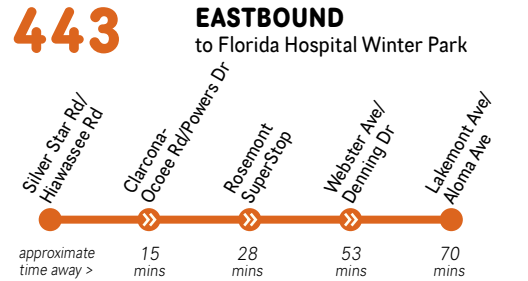 443
EASTBOUND
to Florida Hospital Winter Park
Silver Star Rd/
Hiawassee Rd
Clarcona-
Ocoee Rd/Powers Dr
Rosemont
SuperStop
Webster Ave/
Denning Dr
Lakemont Ave/
Aloma Ave
approximate
time away >
15
mins
28
mins
53
mins
70
mins